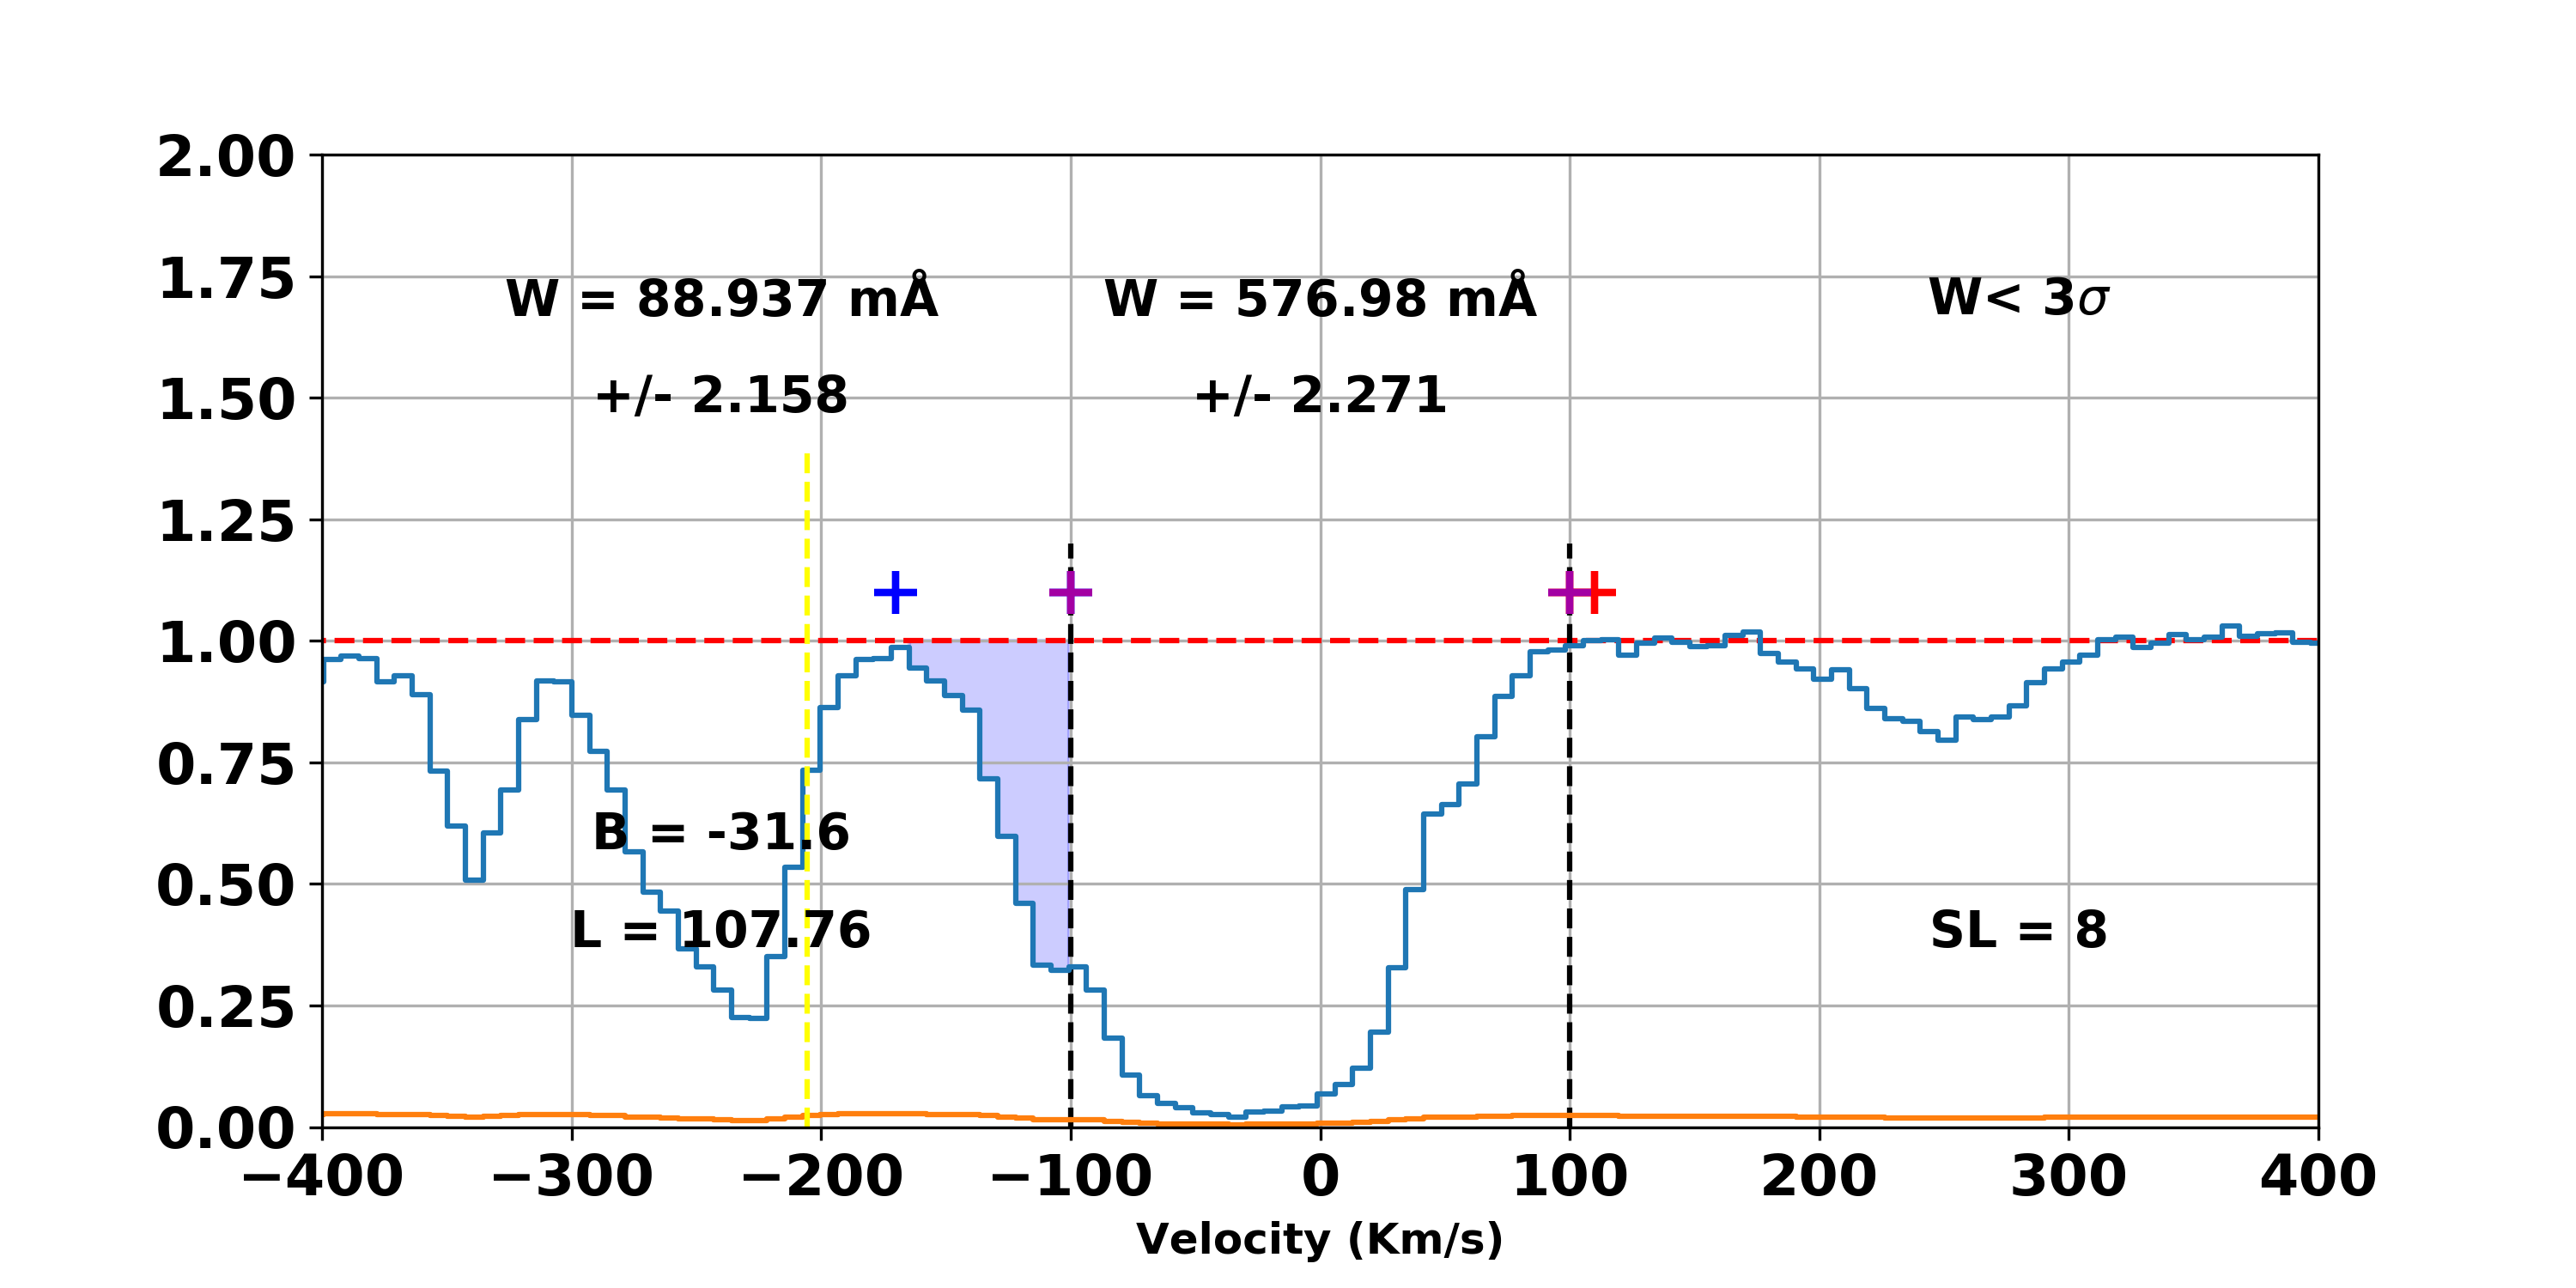 2.00
1.75
1.50
1.25
1.00
0.75
0.50
0.25
0.00
W = 88.937 mÅ
+/- 2.158
W = 576.98 mÅ
+/- 2.271
W< 3σ
B = -31.6
L = 107.76
SL = 8
−400 −300 −200 −100 0 100 200 300 400
Velocity (Km/s)